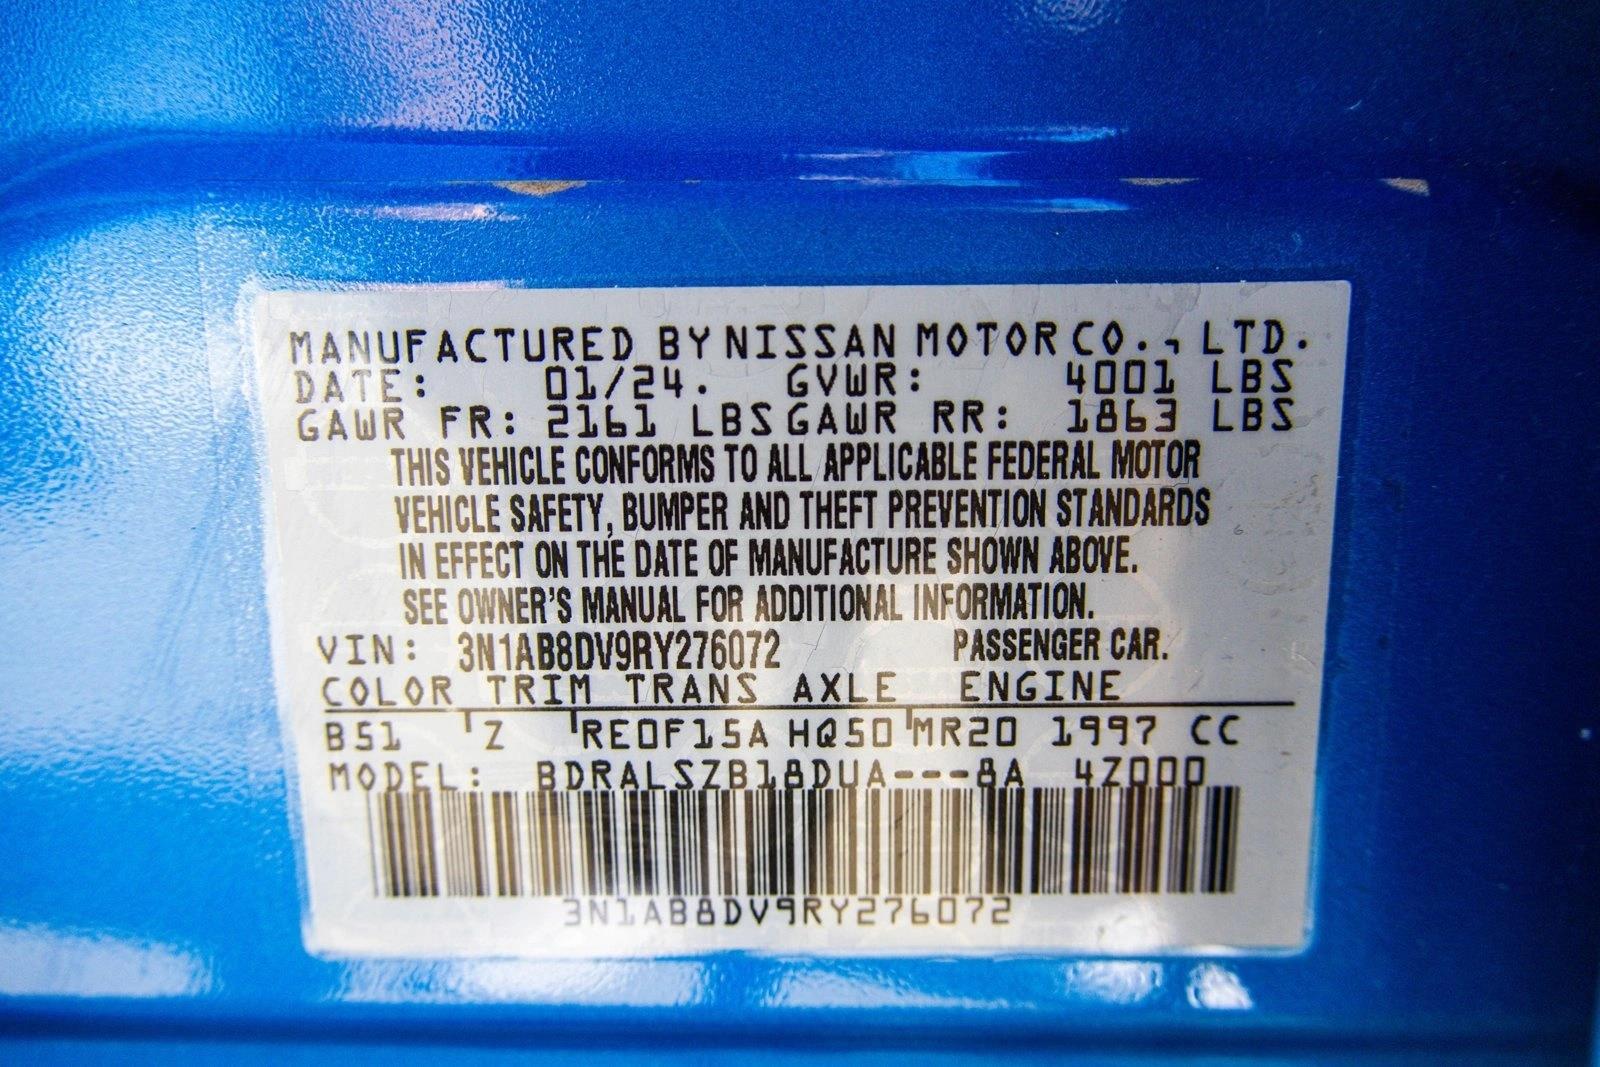 MANUFACTURED BY NISSAN MOTOR CO., LTD.
DATE: 01/24. GVWR: 4001 LBS
GAWR FR: 2161 LBS GAWR RR: 1863 LBS
THIS VEHICLE CONFORMS TO ALL APPLICABLE FEDERAL MOTOR
VEHICLE SAFETY, BUMPER AND THEFT PREVENTION STANDARDS
IN EFFECT ON THE DATE OF MANUFACTURE SHOWN ABOVE.
SEE OWNER'S MANUAL FOR ADDITIONAL INFORMATION.
VIN: 3N1AB8DV9RY276072 PASSENGER CAR.
COLOR TRIM TRANS AXLE ENGINE
B51 Z RE0F15A HQ50 MR20 1997 CC
MODEL: BDRALSZB18DUA---8A 4Z000
3N1AB8DV9RY276072